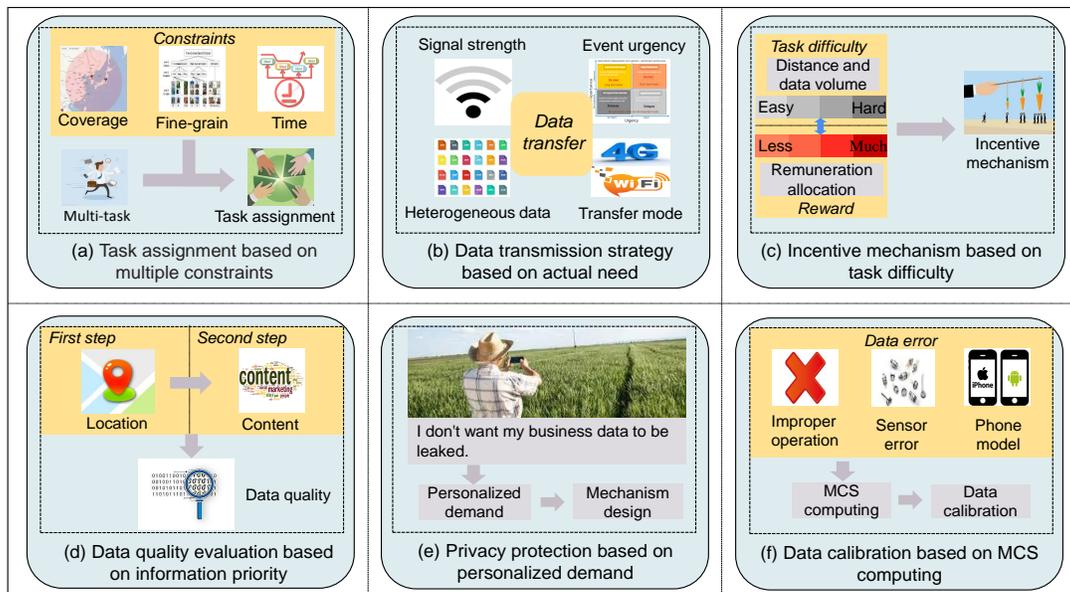 Constraints
Coverage
Fine-grain
Time
Multi-task
Task assignment
(a) Task assignment based on
multiple constraints
Signal strength
Event urgency
Data
transfer
4G
WiFi
Heterogeneous data
Transfer mode
Urgency
(b) Data transmission strategy
based on actual need
Task difficulty
Distance and
data volume
Easy
Hard
Less
Much
Remuneration
allocation
Reward
Incentive
mechanism
(c) Incentive mechanism based on
task difficulty
First step
Second step
content
marketing
Location
Content
Data quality
(d) Data quality evaluation based
on information priority
I don't want my business data to be
leaked.
Personalized
demand
Mechanism
design
(e) Privacy protection based on
personalized demand
Data error
iPhone
Improper
operation
Sensor
error
Phone
model
MCS
computing
Data
calibration
(f) Data calibration based on MCS
computing